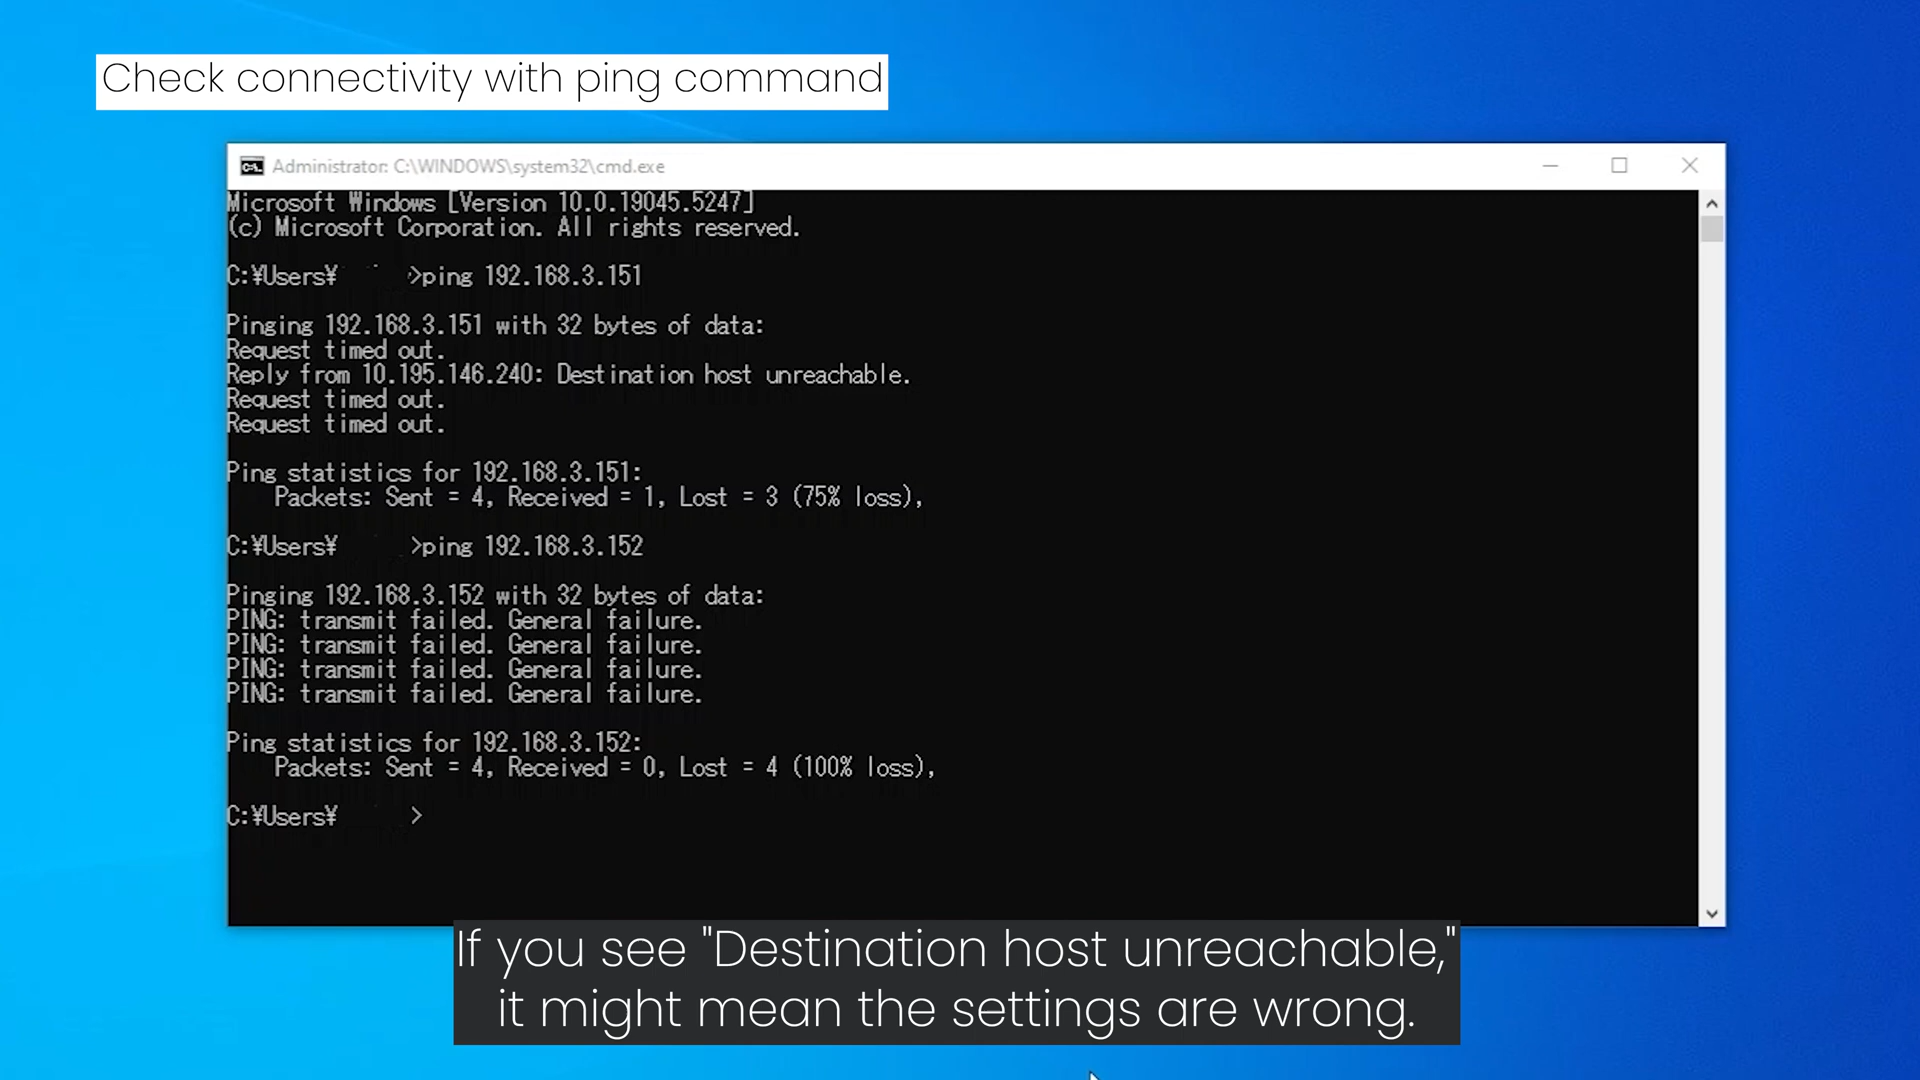 Check connectivity with ping command
Administrator: C:\WINDOWS\system32\cmd.exe
Microsoft Windows [Version 10.0.19045.5247]
(c) Microsoft Corporation. All rights reserved.
C:¥Users¥ >ping 192.168.3.151
Pinging 192.168.3.151 with 32 bytes of data:
Request timed out.
Reply from 10.195.146.240: Destination host unreachable.
Request timed out.
Request timed out.
Ping statistics for 192.168.3.151:
Packets: Sent = 4, Received = 1, Lost = 3 (75% loss),
C:¥Users¥ >ping 192.168.3.152
Pinging 192.168.3.152 with 32 bytes of data:
PING: transmit failed. General failure.
PING: transmit failed. General failure.
PING: transmit failed. General failure.
PING: transmit failed. General failure.
Ping statistics for 192.168.3.152:
Packets: Sent = 4, Received = 0, Lost = 4 (100% loss),
C:¥Users¥ >
If you see "Destination host unreachable,"
it might mean the settings are wrong.